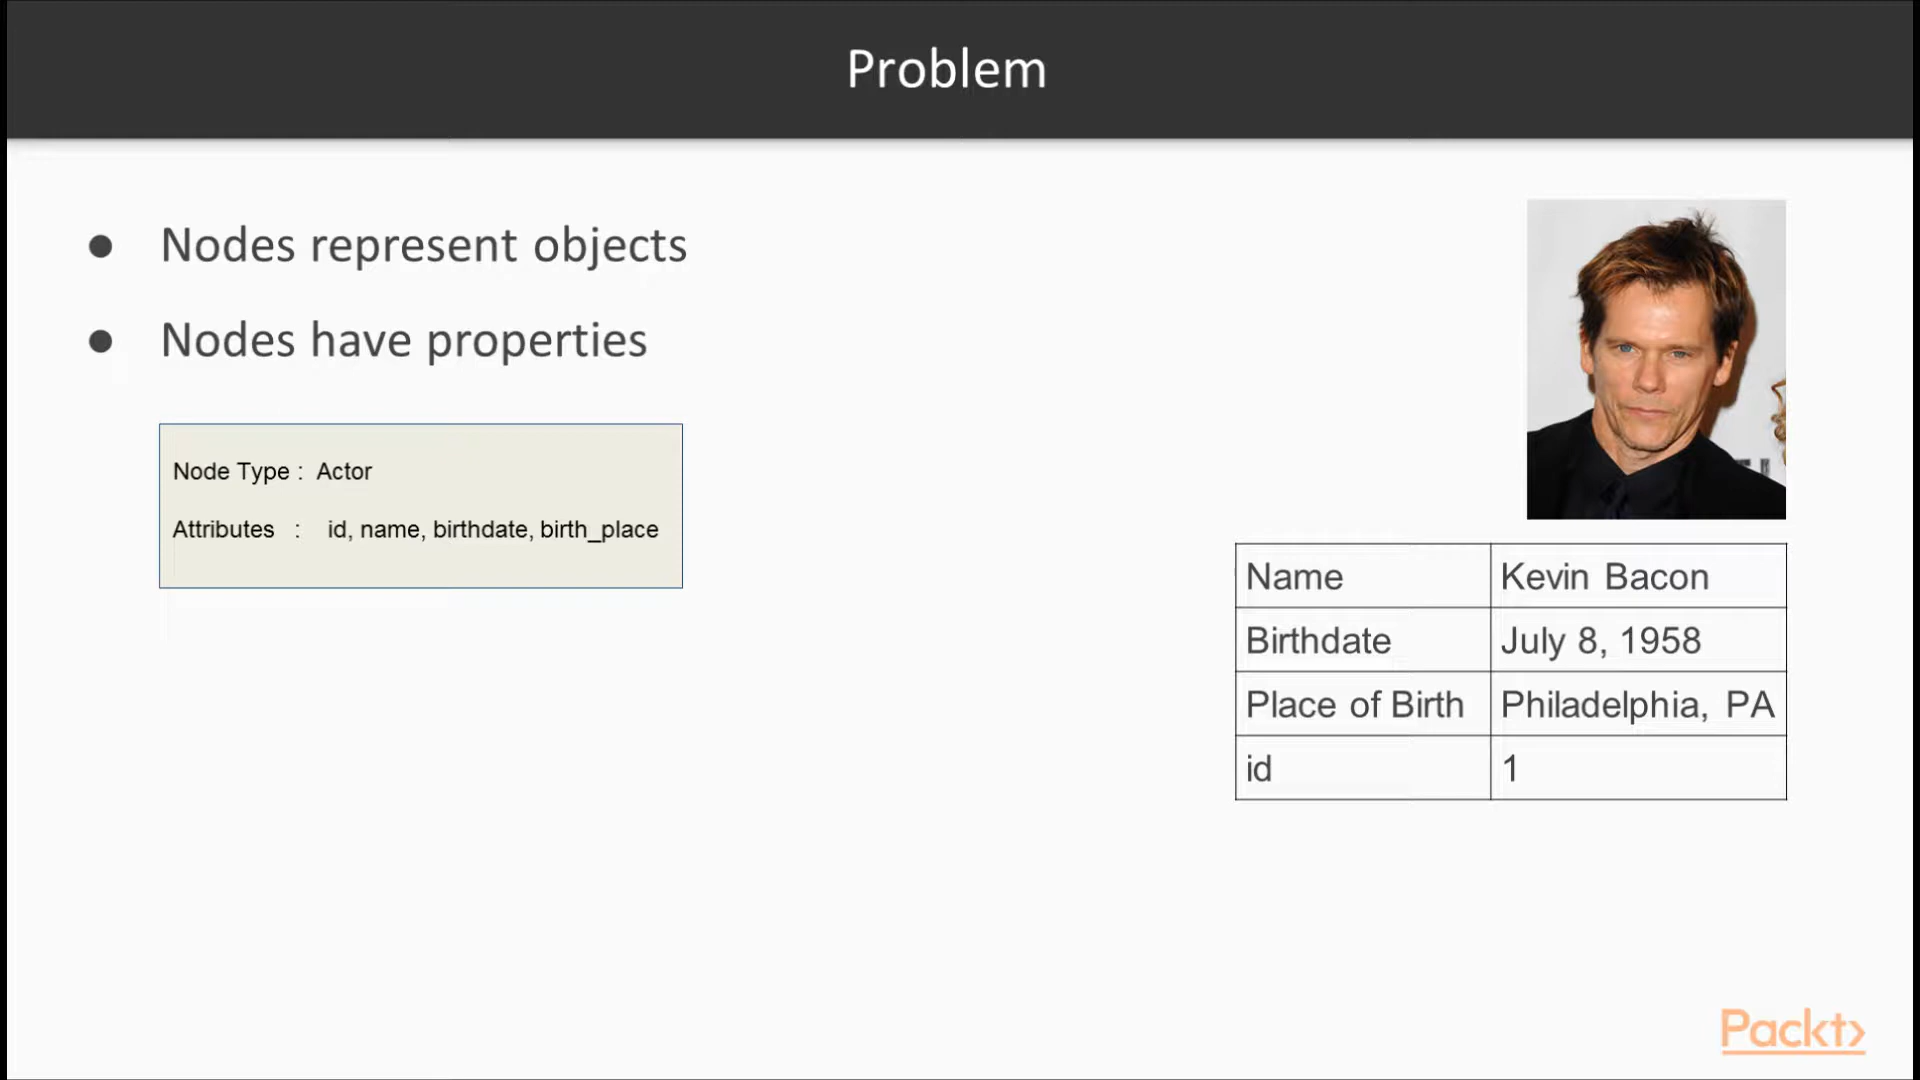 Problem
● Nodes represent objects
● Nodes have properties
Node Type : Actor
Attributes : id, name, birthdate, birth_place
Name Kevin Bacon
Birthdate July 8, 1958
Place of Birth Philadelphia, PA
id 1
Packt>